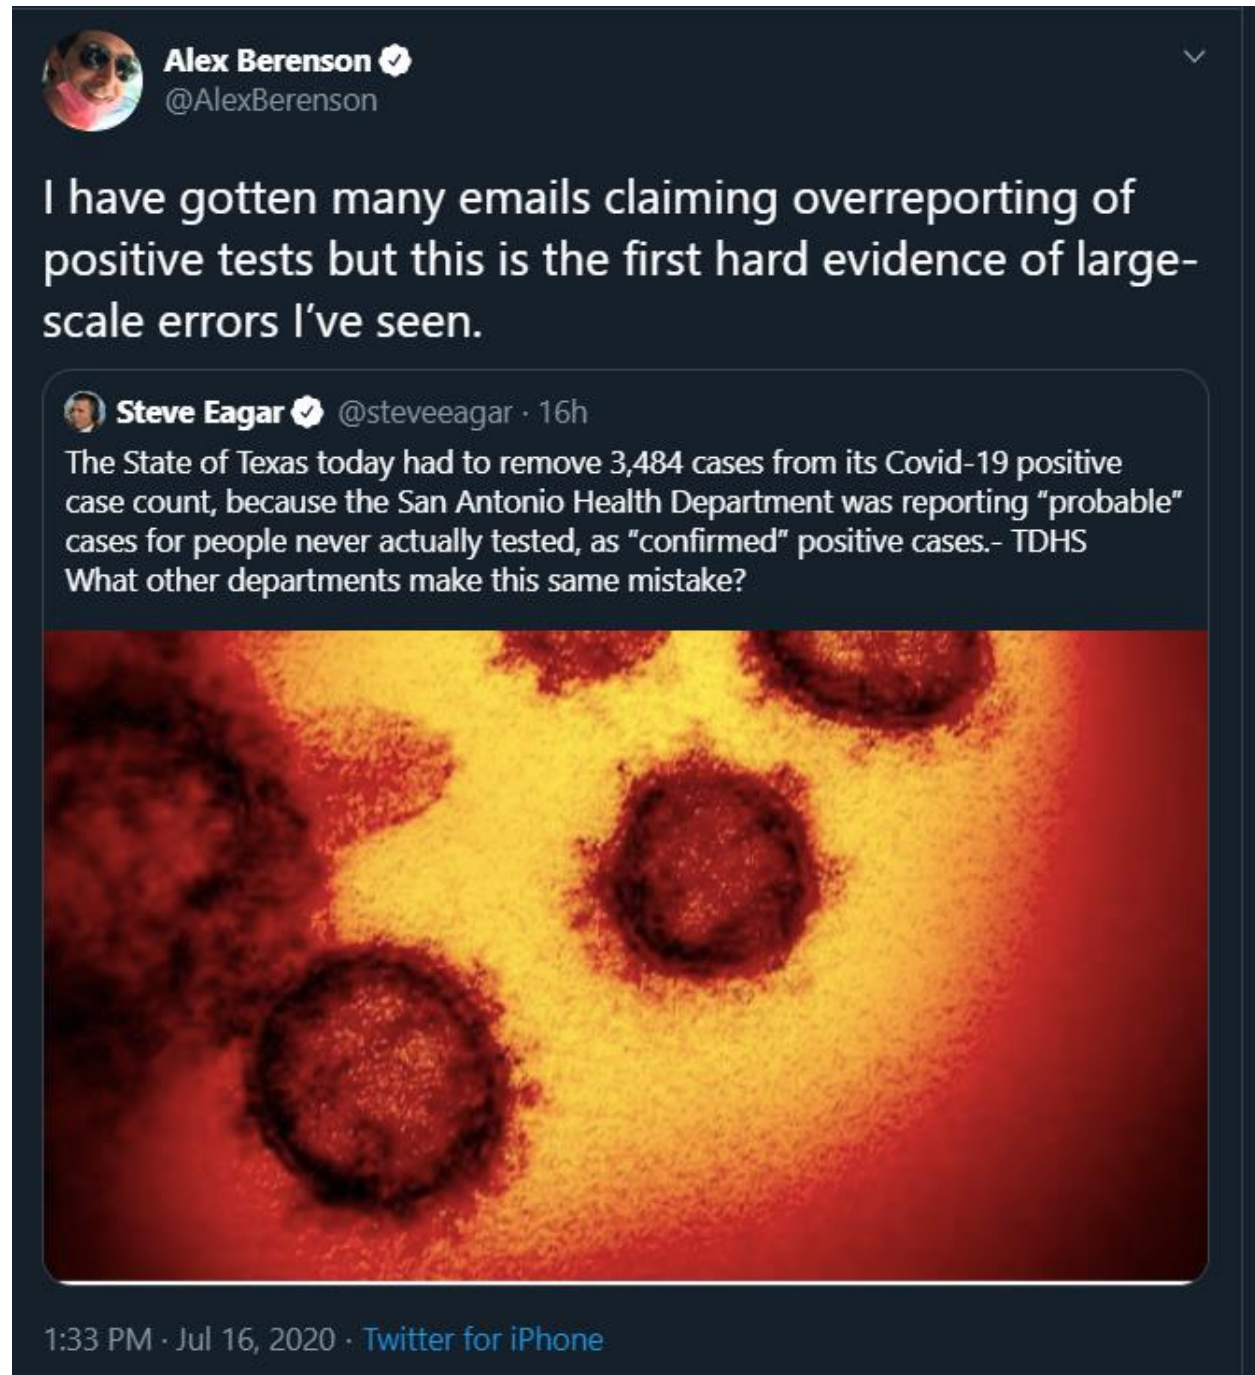 Alex Berenson
@AlexBerenson
I have gotten many emails claiming overreporting of
positive tests but this is the first hard evidence of large-
scale errors I've seen.
Steve Eagar @steveeagar · 16h
The State of Texas today had to remove 3,484 cases from its Covid-19 positive
case count, because the San Antonio Health Department was reporting “probable”
cases for people never actually tested, as “confirmed” positive cases.- TDHS
What other departments make this same mistake?
1:33 PM · Jul 16, 2020 · Twitter for iPhone